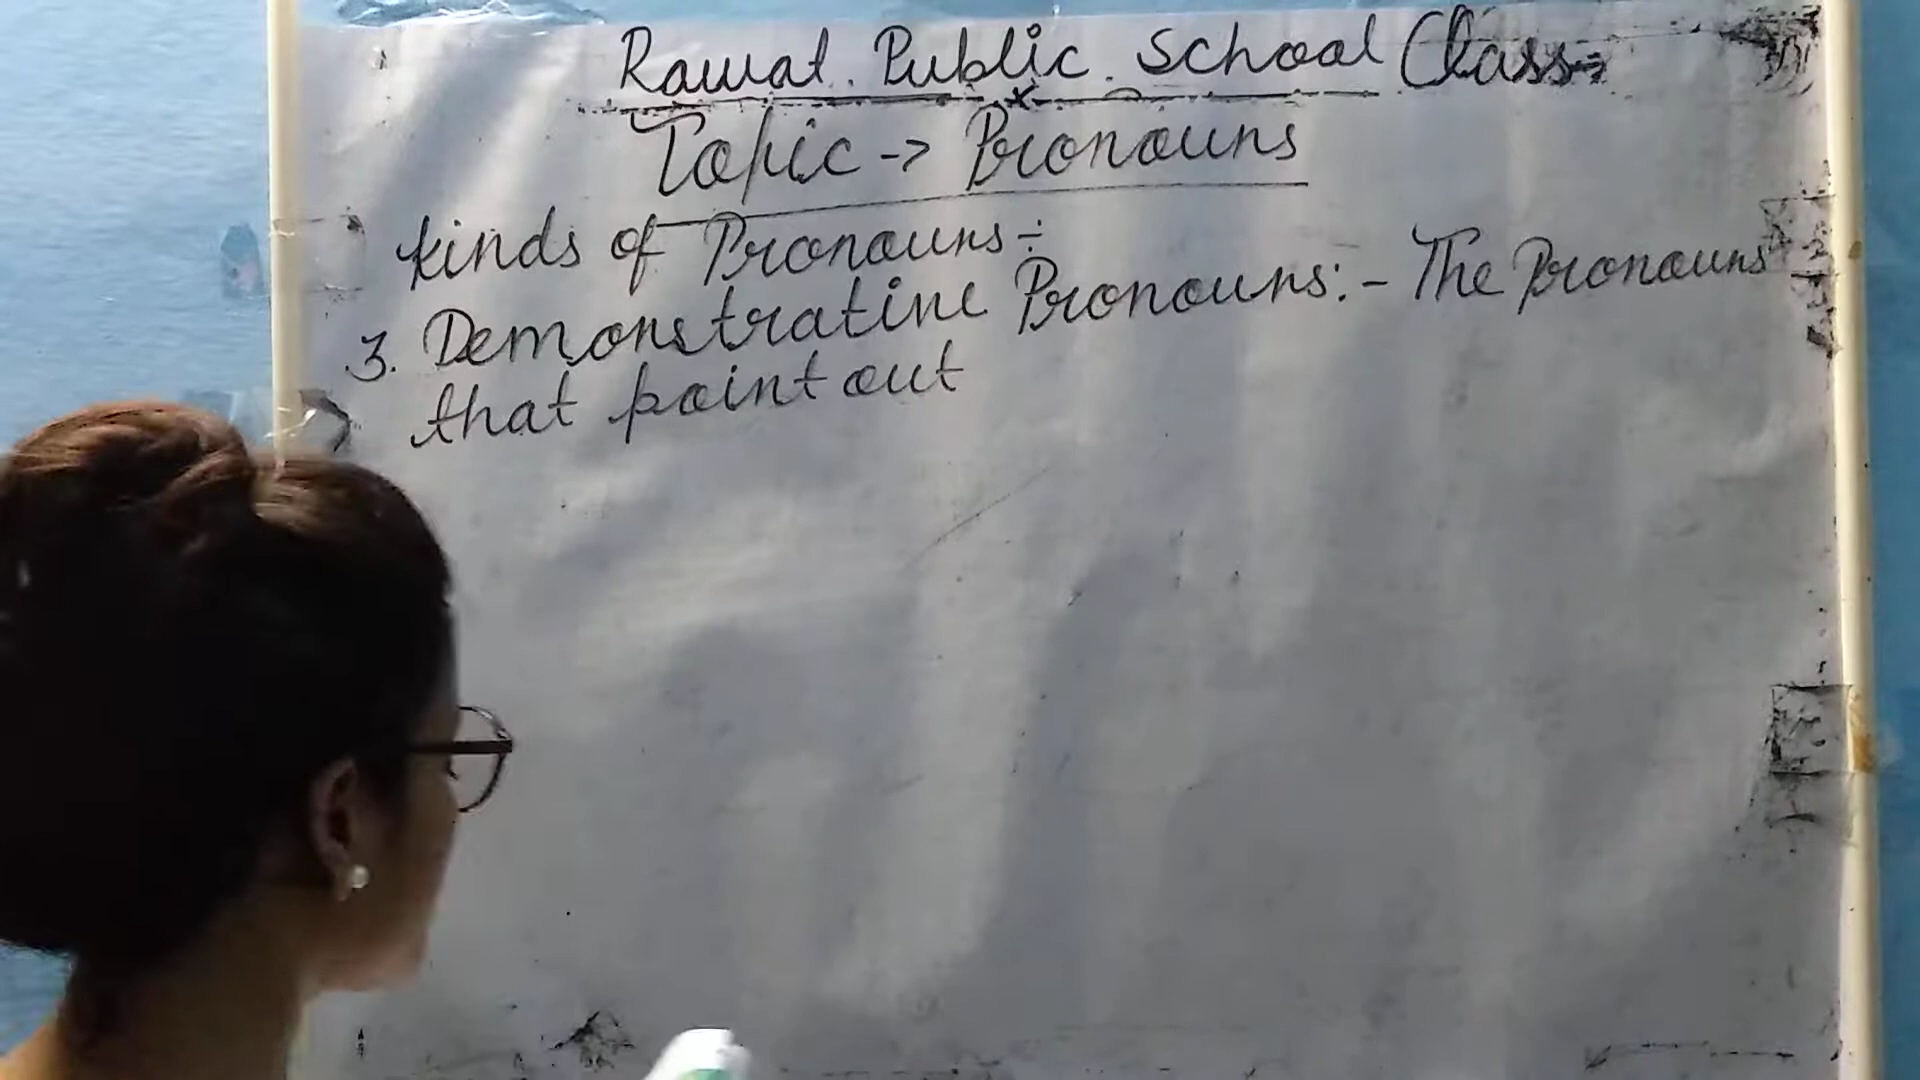 Rawat. Public. School Class-
Topic -> Pronouns
kinds of Pronouns ÷
3. Demonstrative Pronouns:- The Pronouns
that point out